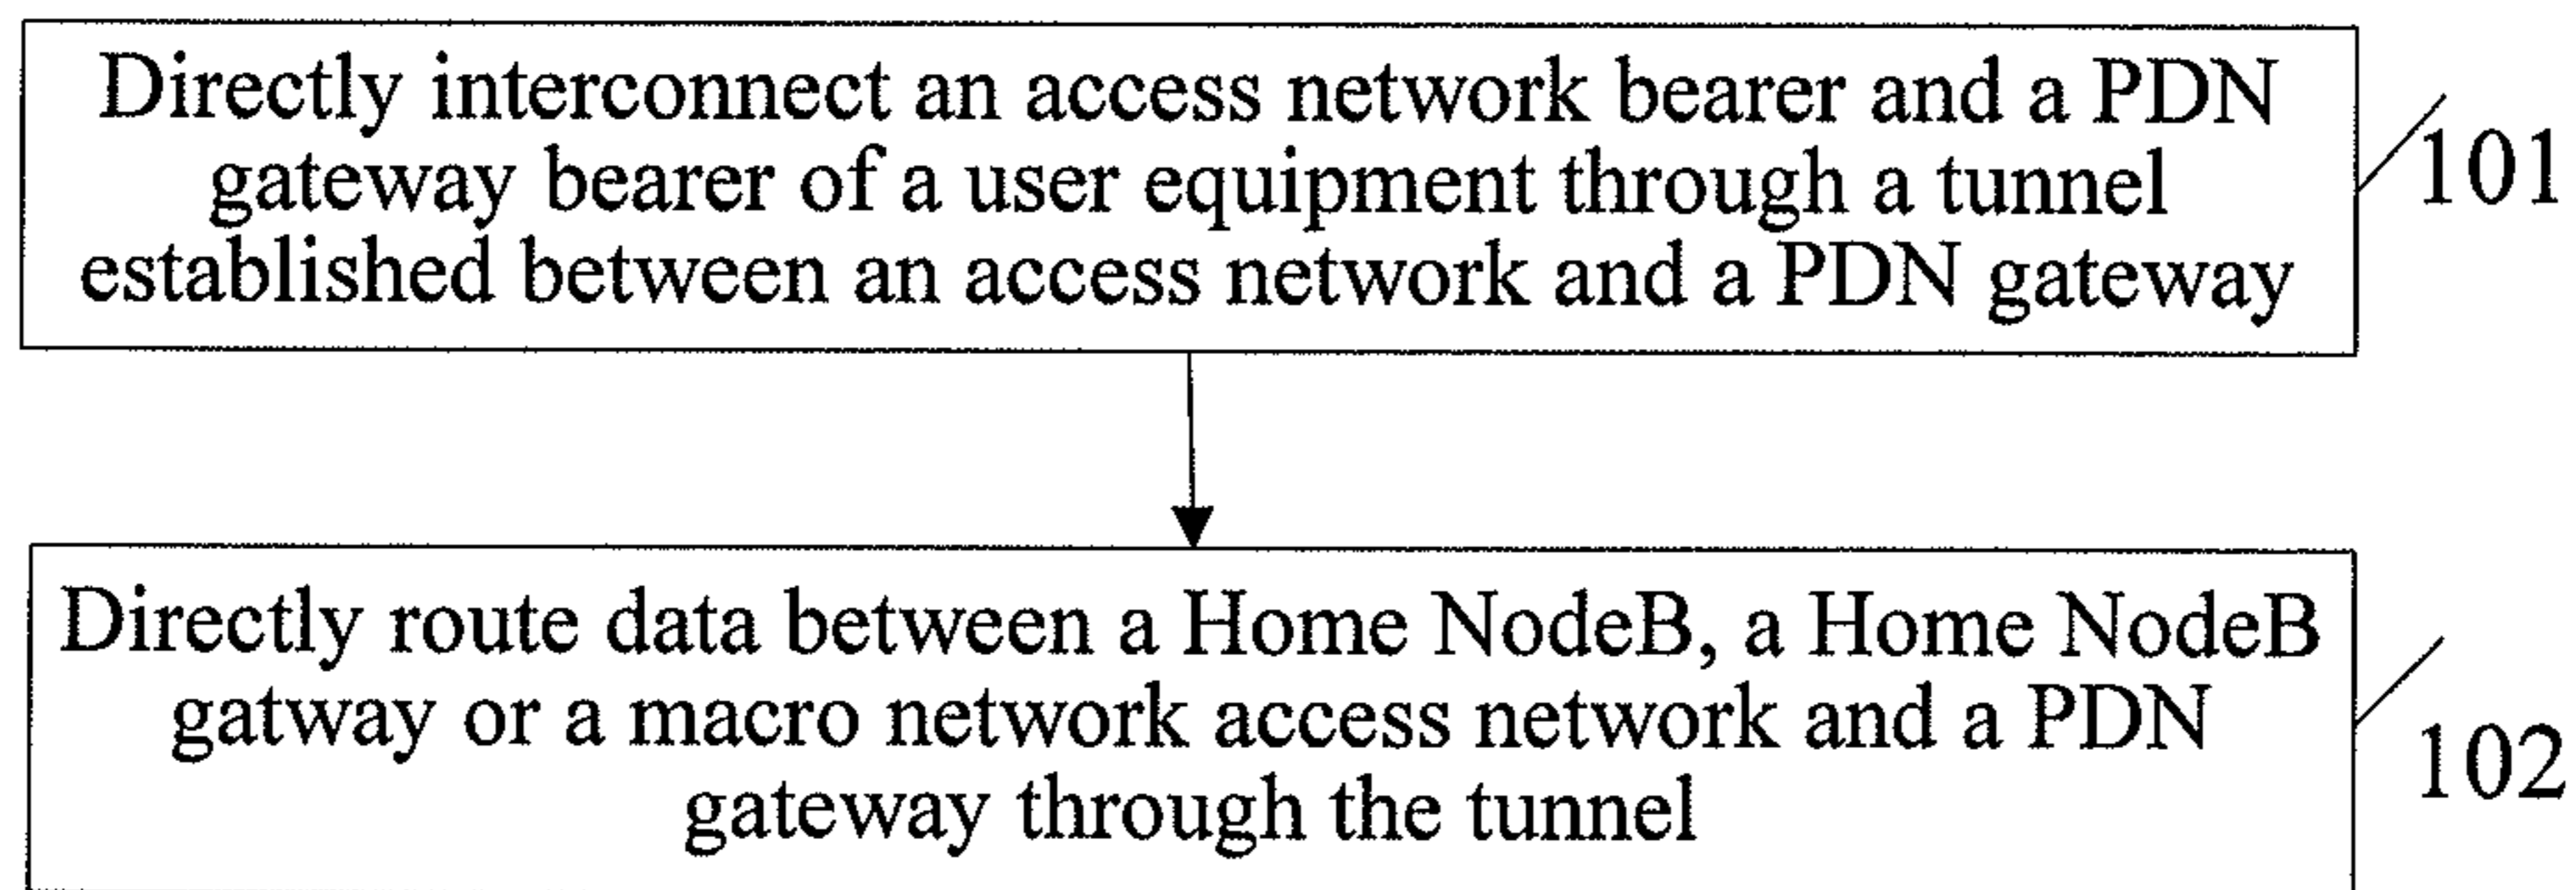 Directly interconnect an access network bearer and a PDN
gateway bearer of a user equipment through a tunnel
established between an access network and a PDN gateway
101
Directly route data between a Home NodeB, a Home NodeB
gatway or a macro network access network and a PDN
gateway through the tunnel
102